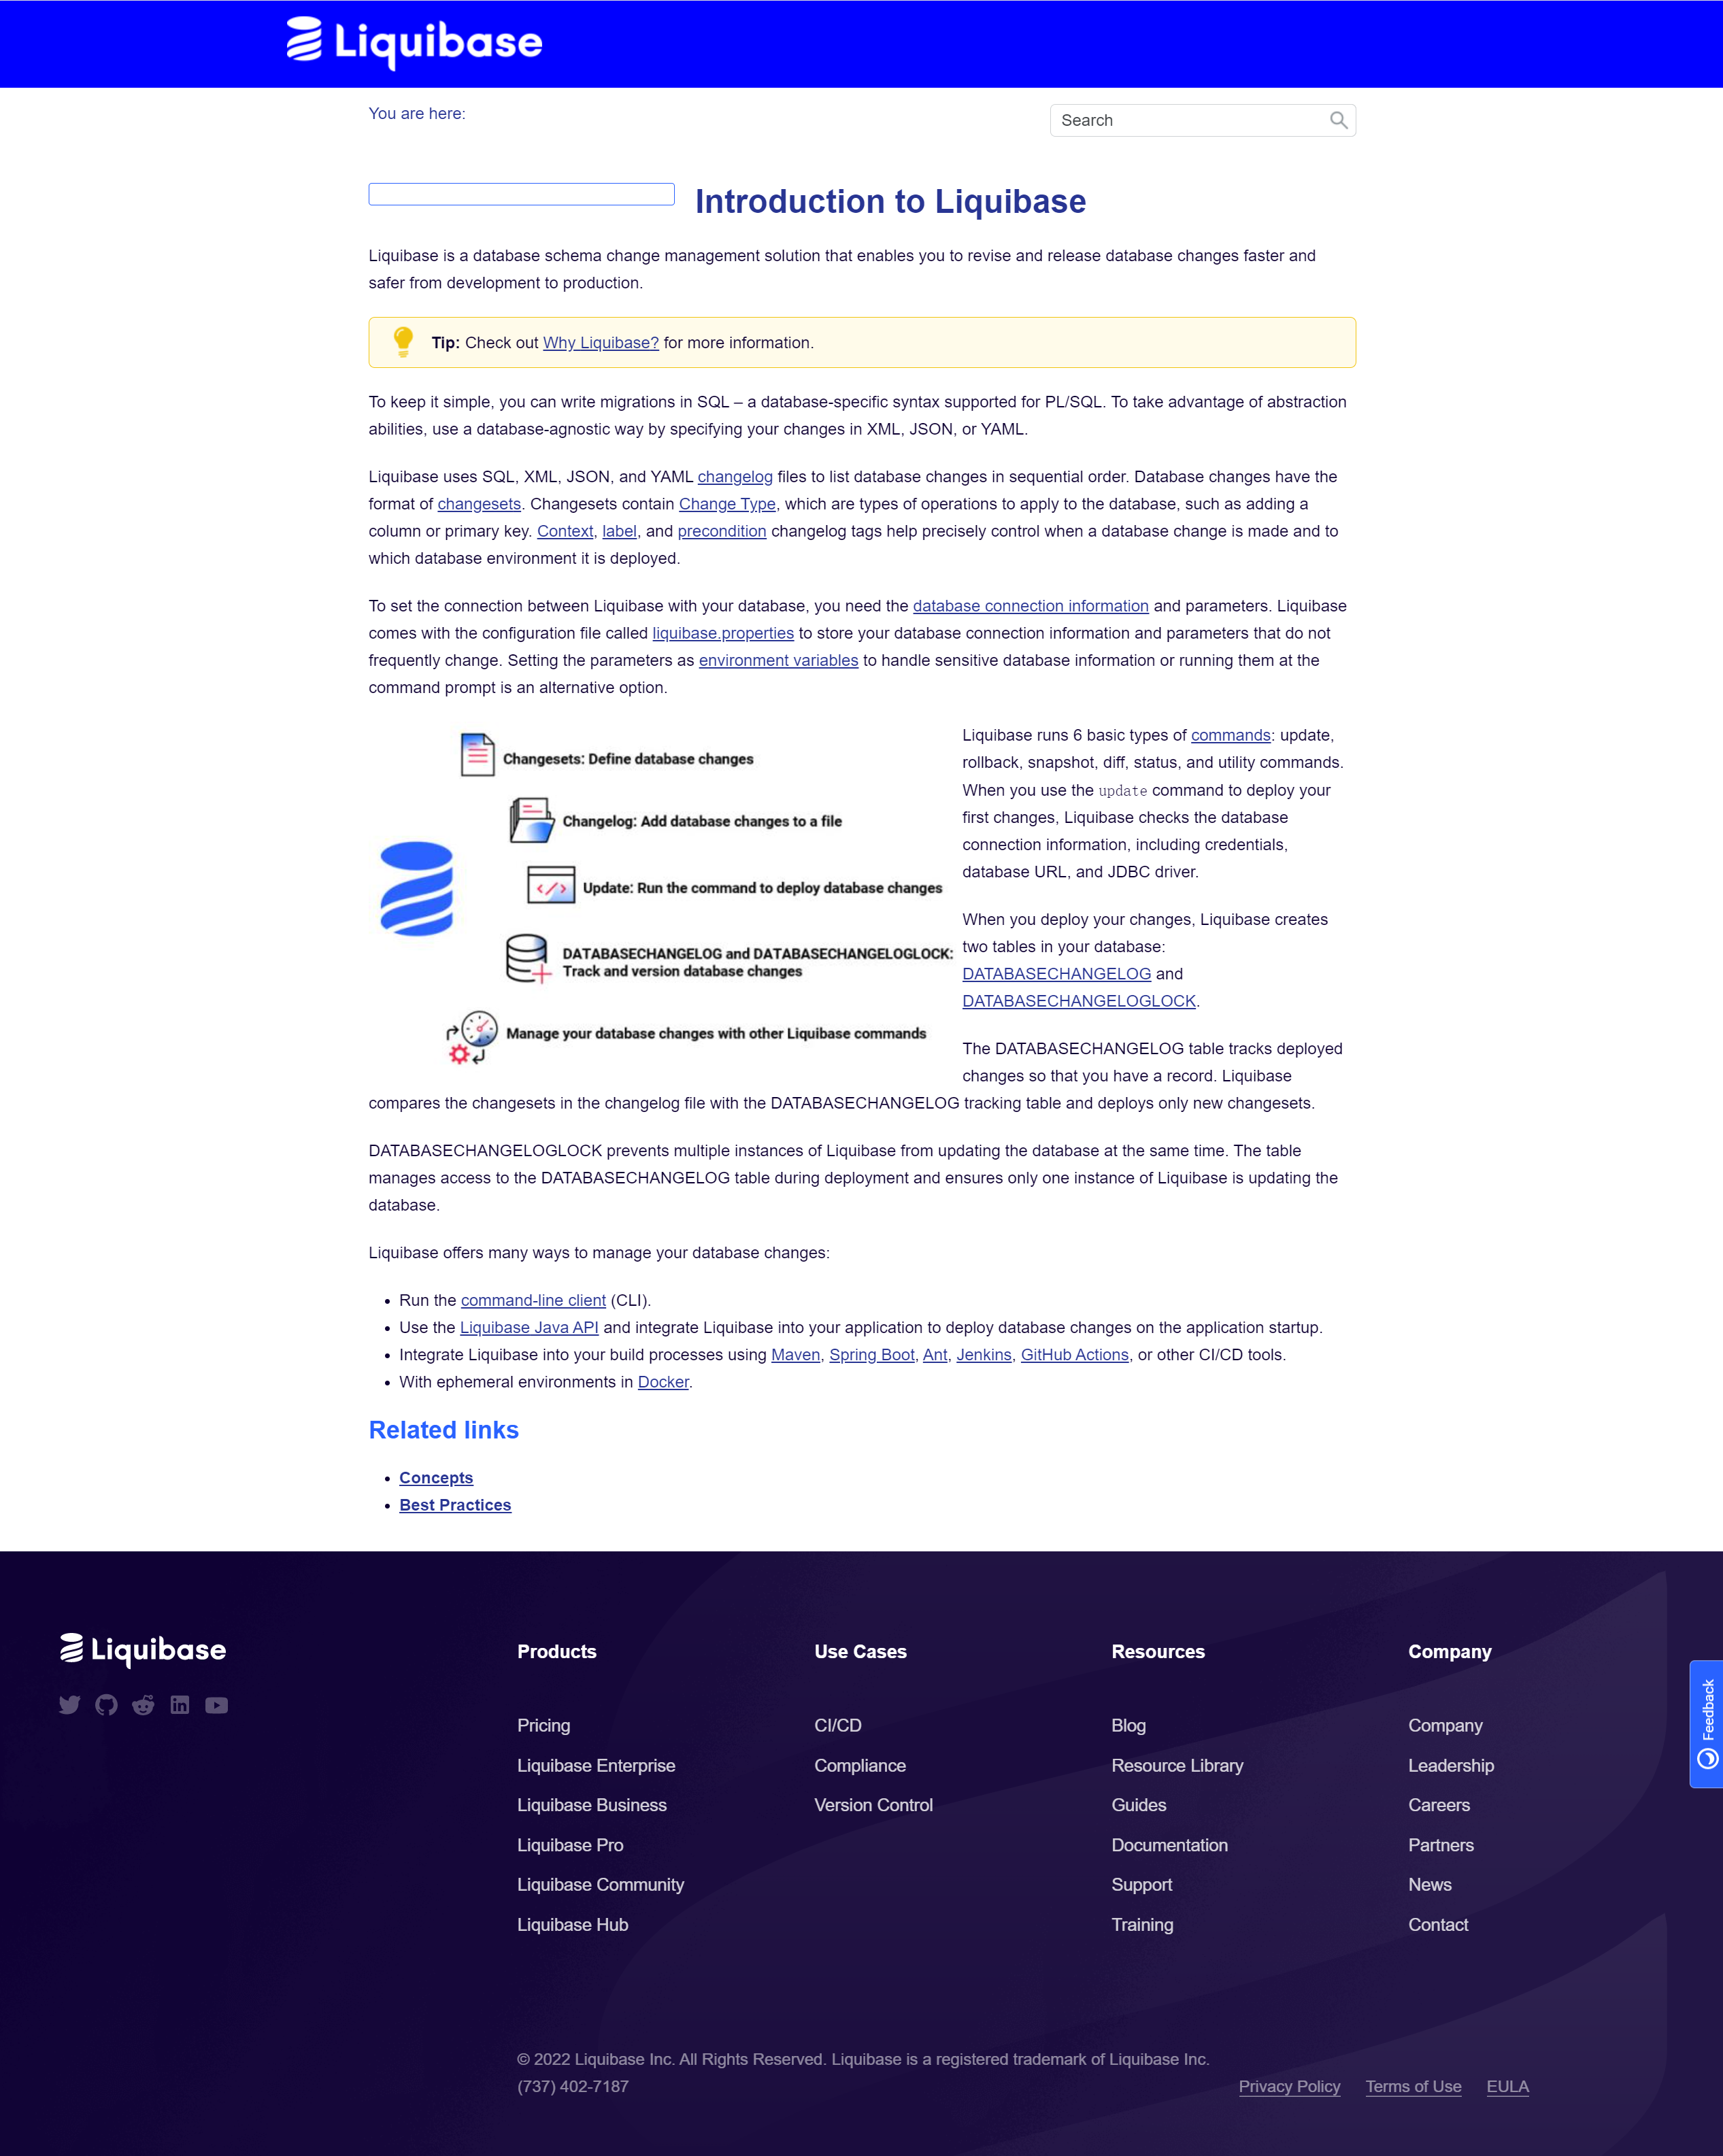 Liquibase
You are here:
Search
Introduction to Liquibase
Liquibase is a database schema change management solution that enables you to revise and release database changes faster and
safer from development to production.
Tip: Check out Why Liquibase? for more information.
To keep it simple, you can write migrations in SQL – a database-specific syntax supported for PL/SQL. To take advantage of abstraction
abilities, use a database-agnostic way by specifying your changes in XML, JSON, or YAML.
Liquibase uses SQL, XML, JSON, and YAML changelog files to list database changes in sequential order. Database changes have the
format of changesets. Changesets contain Change Type, which are types of operations to apply to the database, such as adding a
column or primary key. Context, label, and precondition changelog tags help precisely control when a database change is made and to
which database environment it is deployed.
To set the connection between Liquibase with your database, you need the database connection information and parameters. Liquibase
comes with the configuration file called liquibase.properties to store your database connection information and parameters that do not
frequently change. Setting the parameters as environment variables to handle sensitive database information or running them at the
command prompt is an alternative option.
Changesets: Define database changes
Changelog: Add database changes to a file
Update: Run the command to deploy database changes
DATABASECHANGELOG and DATABASECHANGELOGLOCK:
Track and version database changes
Manage your database changes with other Liquibase commands
Liquibase runs 6 basic types of commands: update,
rollback, snapshot, diff, status, and utility commands.
When you use the update command to deploy your
first changes, Liquibase checks the database
connection information, including credentials,
database URL, and JDBC driver.
When you deploy your changes, Liquibase creates
two tables in your database:
DATABASECHANGELOG and
DATABASECHANGELOGLOCK.
The DATABASECHANGELOG table tracks deployed
changes so that you have a record. Liquibase
compares the changesets in the changelog file with the DATABASECHANGELOG tracking table and deploys only new changesets.
DATABASECHANGELOGLOCK prevents multiple instances of Liquibase from updating the database at the same time. The table
manages access to the DATABASECHANGELOG table during deployment and ensures only one instance of Liquibase is updating the
database.
Liquibase offers many ways to manage your database changes:
• Run the command-line client (CLI).
• Use the Liquibase Java API and integrate Liquibase into your application to deploy database changes on the application startup.
• Integrate Liquibase into your build processes using Maven, Spring Boot, Ant, Jenkins, GitHub Actions, or other CI/CD tools.
• With ephemeral environments in Docker.
Related links
• Concepts
• Best Practices
Liquibase
Products
Pricing
Liquibase Enterprise
Liquibase Business
Liquibase Pro
Liquibase Community
Liquibase Hub
Use Cases
CI/CD
Compliance
Version Control
Resources
Blog
Resource Library
Guides
Documentation
Support
Training
Company
Company
Leadership
Careers
Partners
News
Contact
Feedback
© 2022 Liquibase Inc. All Rights Reserved. Liquibase is a registered trademark of Liquibase Inc.
(737) 402-7187
Privacy Policy
Terms of Use
EULA